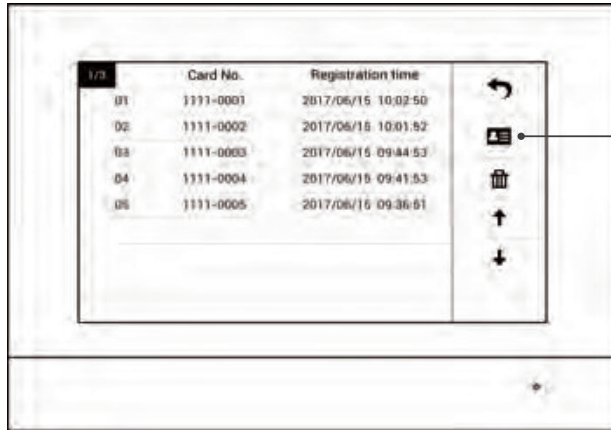 1/3 Card No. Registration time
01 1111-0001 2017/06/15 10:02:50
02 1111-0002 2017/06/15 10:01:52
03 1111-0003 2017/06/15 09:44:53
04 1111-0004 2017/06/15 09:41:53
05 1111-0005 2017/06/15 09:36:51